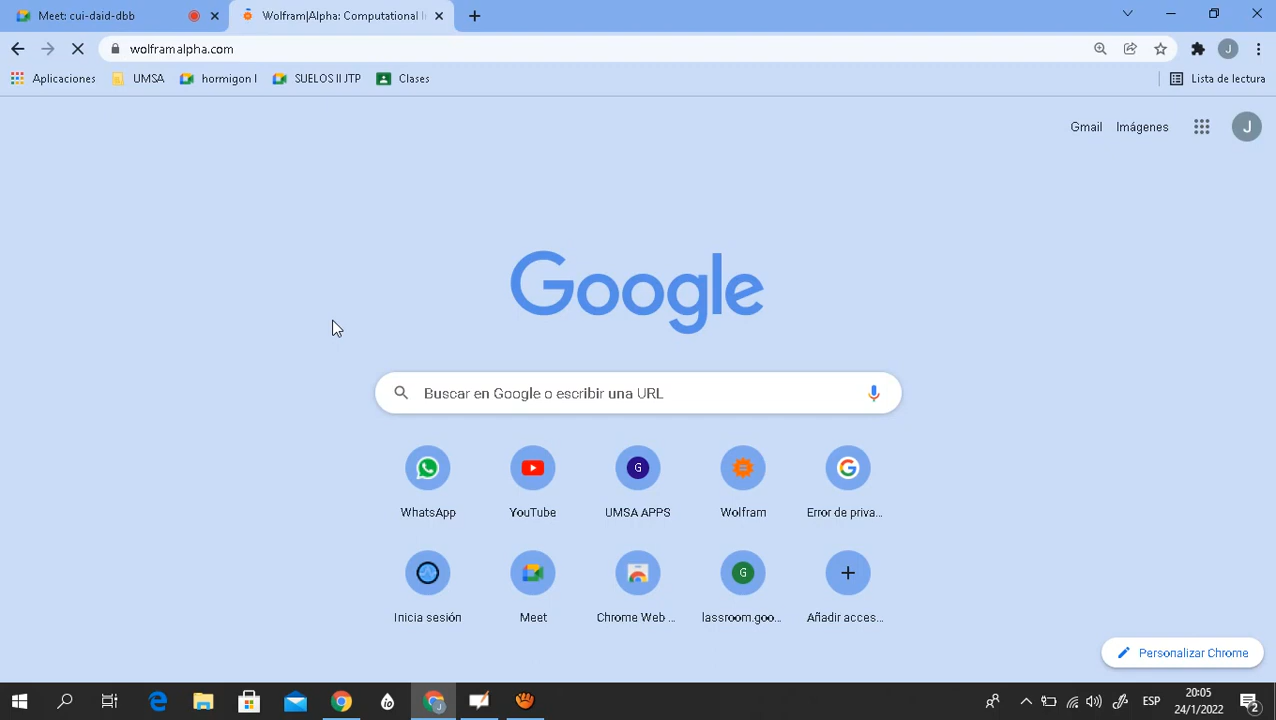 Meet: cui-daid-dbb
Wolfram|Alpha: Computational I
wolframalpha.com
Aplicaciones
UMSA
hormigon I
SUELOS II JTP
Clases
Lista de lectura
J
Gmail
Imágenes
J
Google
Buscar en Google o escribir una URL
G
WhatsApp
YouTube
UMSA APPS
Wolfram
Error de priva...
G
Inicia sesión
Meet
Chrome Web ...
lassroom.goo...
Añadir acces...
Personalizar Chrome
ESP
20:05
24/1/2022
2